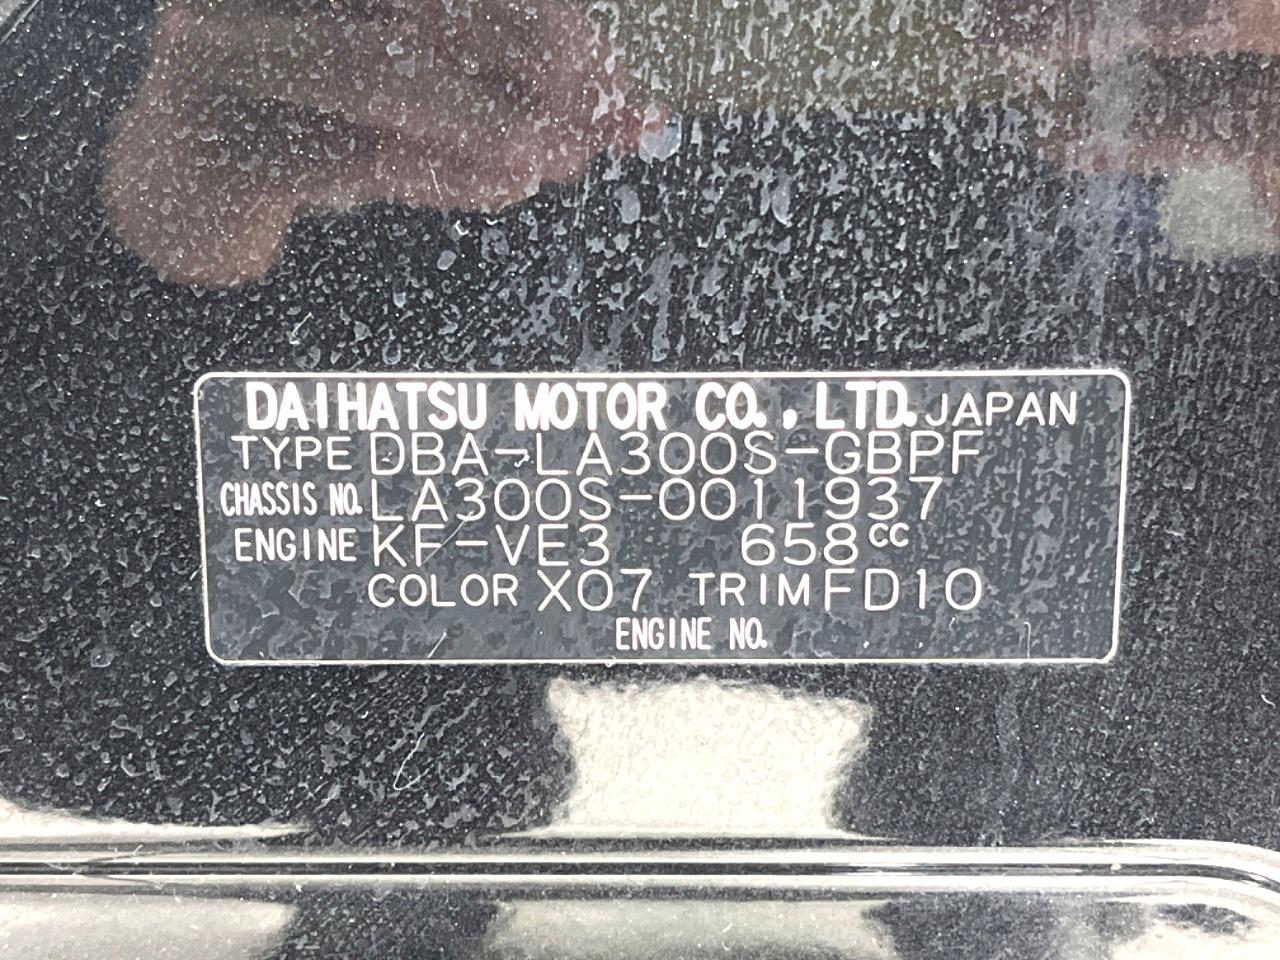 DAIHATSU MOTOR CO., LTD. JAPAN
TYPE DBA-LA300S-GBPF
CHASSIS NO. LA300S-0011937
ENGINE KF-VE3 658cc
COLOR X07 TRIM FD10
ENGINE NO.